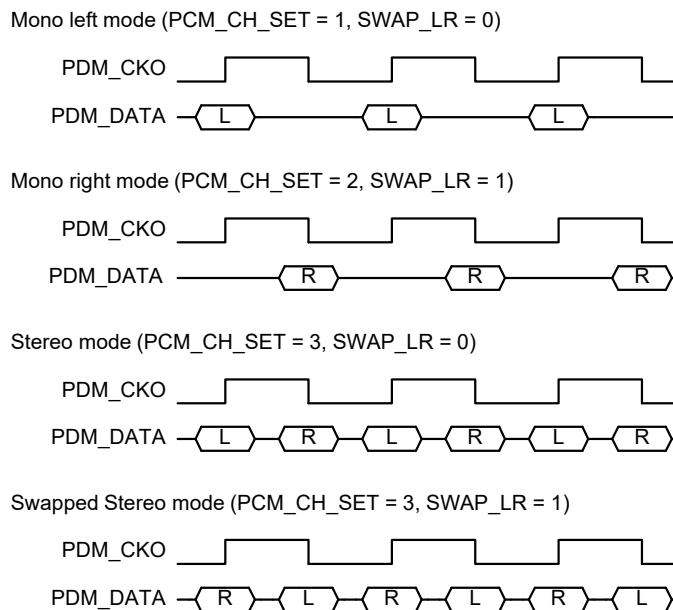 Mono left mode (PCM_CH_SET = 1, SWAP_LR = 0)
PDM_CKO
PDM_DATA L L L
Mono right mode (PCM_CH_SET = 2, SWAP_LR = 1)
PDM_CKO
PDM_DATA R R R
Stereo mode (PCM_CH_SET = 3, SWAP_LR = 0)
PDM_CKO
PDM_DATA L R L R L R
Swapped Stereo mode (PCM_CH_SET = 3, SWAP_LR = 1)
PDM_CKO
PDM_DATA R L R L R L